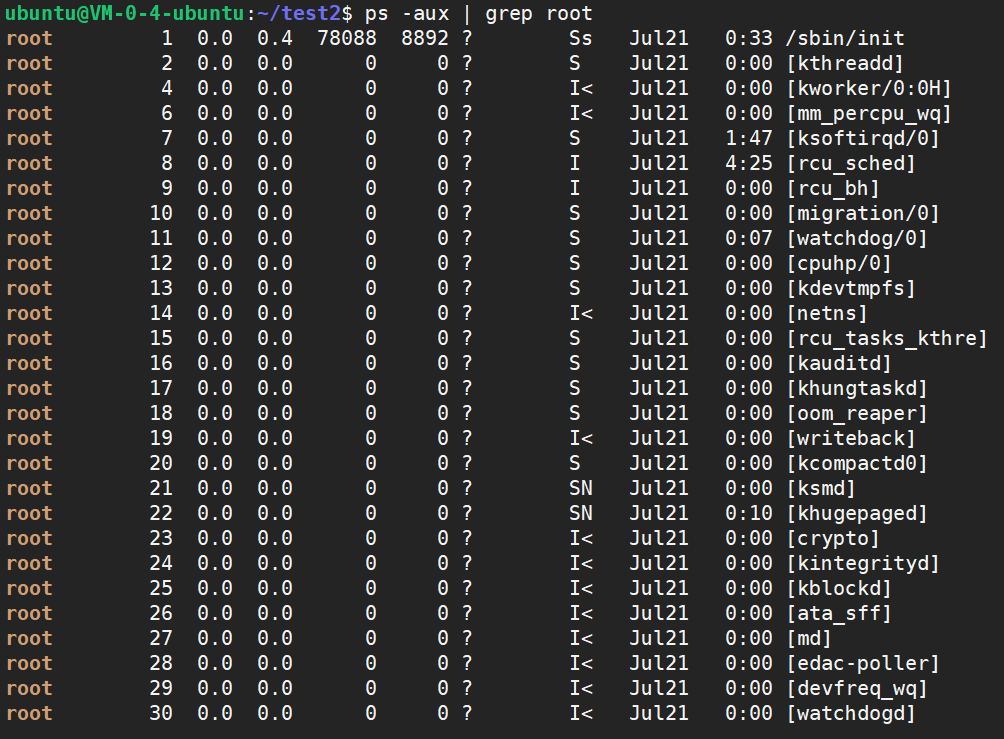 ubuntu@VM-0-4-ubuntu:~/test2$ ps -aux | grep root
root         1  0.0  0.4  78088  8892 ?        Ss   Jul21   0:33 /sbin/init
root         2  0.0  0.0      0     0 ?        S    Jul21   0:00 [kthreadd]
root         4  0.0  0.0      0     0 ?        I<   Jul21   0:00 [kworker/0:0H]
root         6  0.0  0.0      0     0 ?        I<   Jul21   0:00 [mm_percpu_wq]
root         7  0.0  0.0      0     0 ?        S    Jul21   1:47 [ksoftirqd/0]
root         8  0.0  0.0      0     0 ?        I    Jul21   4:25 [rcu_sched]
root         9  0.0  0.0      0     0 ?        I    Jul21   0:00 [rcu_bh]
root        10  0.0  0.0      0     0 ?        S    Jul21   0:00 [migration/0]
root        11  0.0  0.0      0     0 ?        S    Jul21   0:07 [watchdog/0]
root        12  0.0  0.0      0     0 ?        S    Jul21   0:00 [cpuhp/0]
root        13  0.0  0.0      0     0 ?        S    Jul21   0:00 [kdevtmpfs]
root        14  0.0  0.0      0     0 ?        I<   Jul21   0:00 [netns]
root        15  0.0  0.0      0     0 ?        S    Jul21   0:00 [rcu_tasks_kthre]
root        16  0.0  0.0      0     0 ?        S    Jul21   0:00 [kauditd]
root        17  0.0  0.0      0     0 ?        S    Jul21   0:00 [khungtaskd]
root        18  0.0  0.0      0     0 ?        S    Jul21   0:00 [oom_reaper]
root        19  0.0  0.0      0     0 ?        I<   Jul21   0:00 [writeback]
root        20  0.0  0.0      0     0 ?        S    Jul21   0:00 [kcompactd0]
root        21  0.0  0.0      0     0 ?        SN   Jul21   0:00 [ksmd]
root        22  0.0  0.0      0     0 ?        SN   Jul21   0:10 [khugepaged]
root        23  0.0  0.0      0     0 ?        I<   Jul21   0:00 [crypto]
root        24  0.0  0.0      0     0 ?        I<   Jul21   0:00 [kintegrityd]
root        25  0.0  0.0      0     0 ?        I<   Jul21   0:00 [kblockd]
root        26  0.0  0.0      0     0 ?        I<   Jul21   0:00 [ata_sff]
root        27  0.0  0.0      0     0 ?        I<   Jul21   0:00 [md]
root        28  0.0  0.0      0     0 ?        I<   Jul21   0:00 [edac-poller]
root        29  0.0  0.0      0     0 ?        I<   Jul21   0:00 [devfreq_wq]
root        30  0.0  0.0      0     0 ?        I<   Jul21   0:00 [watchdogd]